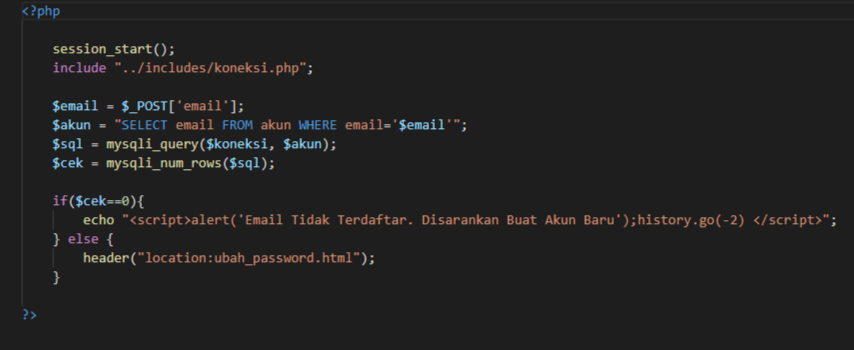 <?php
session_start();
include "../includes/koneksi.php";
$email = $_POST['email'];
$akun = "SELECT email FROM akun WHERE email='$email'";
$sql = mysqli_query($koneksi, $akun);
$cek = mysqli_num_rows($sql);
if($cek==0){
echo "<script>alert('Email Tidak Terdaftar. Disarankan Buat Akun Baru');history.go(-2) </script>";
} else {
header("location:ubah_password.html");
}
?>